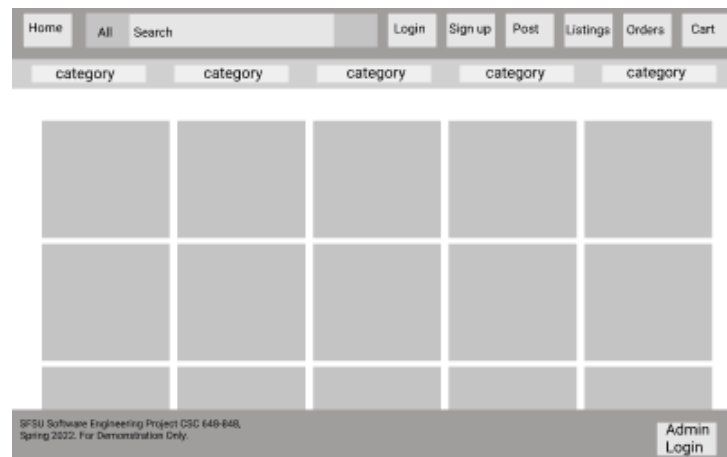 Home
All
Search
Login
Sign up
Post
Listings
Orders
Cart
category
category
category
category
category
SFSU Software Engineering Project CSC 648-848,
Spring 2022. For Demonstration Only.
Admin
Login